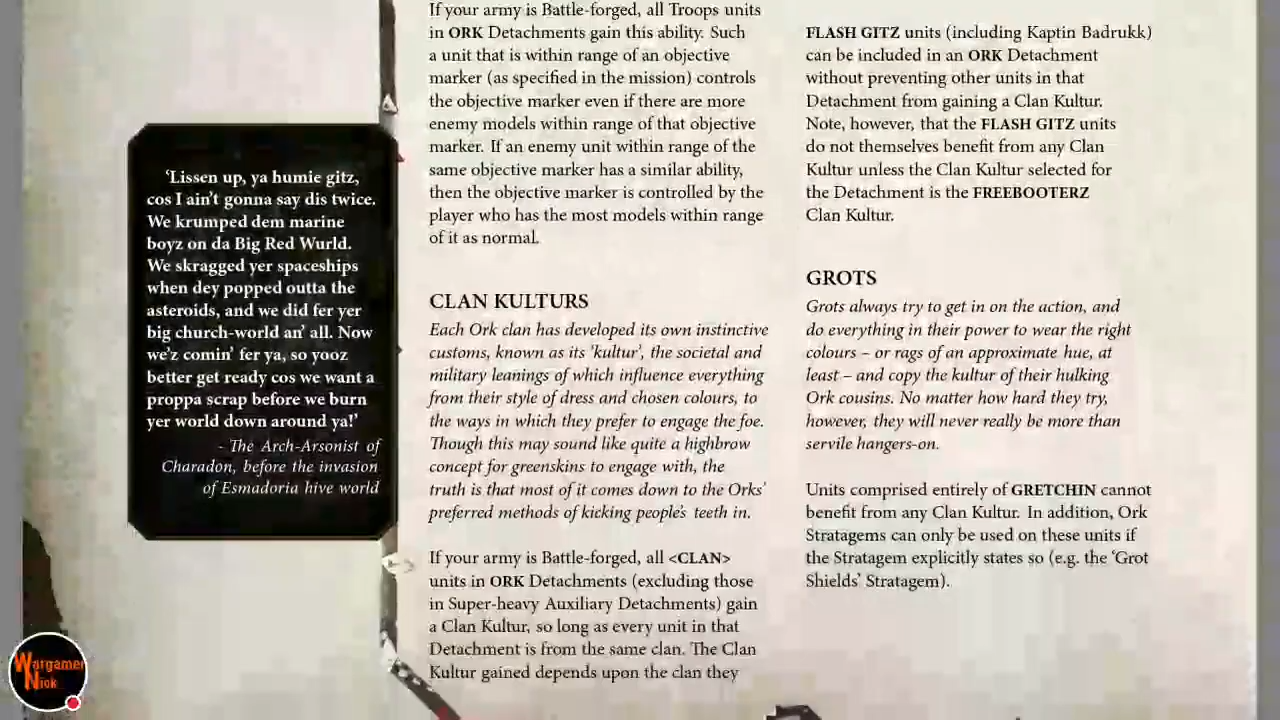 'Lissen up, ya humie gitz,
cos I ain't gonna say dis twice.
We krumped dem marine
boyz on da Big Red Wurld.
We skragged yer spaceships
when dey popped outta the
asteroids, and we did fer yer
big church-world an' all. Now
we'z comin' fer ya, so yooz
better get ready cos we want a
proppa scrap before we burn
yer world down around ya!'
- The Arch-Arsonist of
Charadon, before the invasion
of Esmadoria hive world
If your army is Battle-forged, all Troops units
in ORK Detachments gain this ability. Such
a unit that is within range of an objective
marker (as specified in the mission) controls
the objective marker even if there are more
enemy models within range of that objective
marker. If an enemy unit within range of the
same objective marker has a similar ability,
then the objective marker is controlled by the
player who has the most models within range
of it as normal.
CLAN KULTURS
Each Ork clan has developed its own instinctive
customs, known as its 'kultur', the societal and
military leanings of which influence everything
from their style of dress and chosen colours, to
the ways in which they prefer to engage the foe.
Though this may sound like quite a highbrow
concept for greenskins to engage with, the
truth is that most of it comes down to the Orks'
preferred methods of kicking people's teeth in.
If your army is Battle-forged, all <CLAN>
units in ORK Detachments (excluding those
in Super-heavy Auxiliary Detachments) gain
a Clan Kultur, so long as every unit in that
Detachment is from the same clan. The Clan
Kultur gained depends upon the clan they
FLASH GITZ units (including Kaptin Badrukk)
can be included in an ORK Detachment
without preventing other units in that
Detachment from gaining a Clan Kultur.
Note, however, that the FLASH GITZ units
do not themselves benefit from any Clan
Kultur unless the Clan Kultur selected for
the Detachment is the FREEBOOTERZ
Clan Kultur.
GROTS
Grots always try to get in on the action, and
do everything in their power to wear the right
colours – or rags of an approximate hue, at
least – and copy the kultur of their hulking
Ork cousins. No matter how hard they try,
however, they will never really be more than
servile hangers-on.
Units comprised entirely of GRETCHIN cannot
benefit from any Clan Kultur. In addition, Ork
Stratagems can only be used on these units if
the Stratagem explicitly states so (e.g. the 'Grot
Shields' Stratagem).
Wargamer
Nick